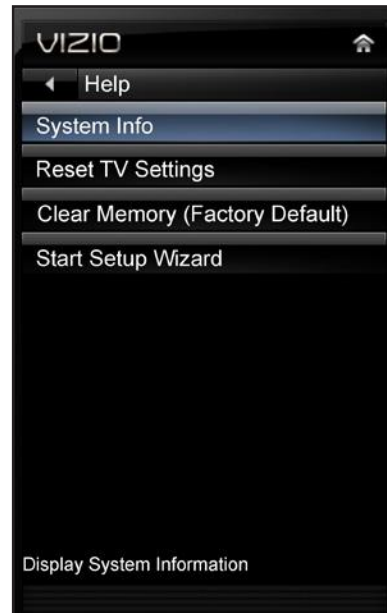 VIZIO
Help
System Info
Reset TV Settings
Clear Memory (Factory Default)
Start Setup Wizard
Display System Information